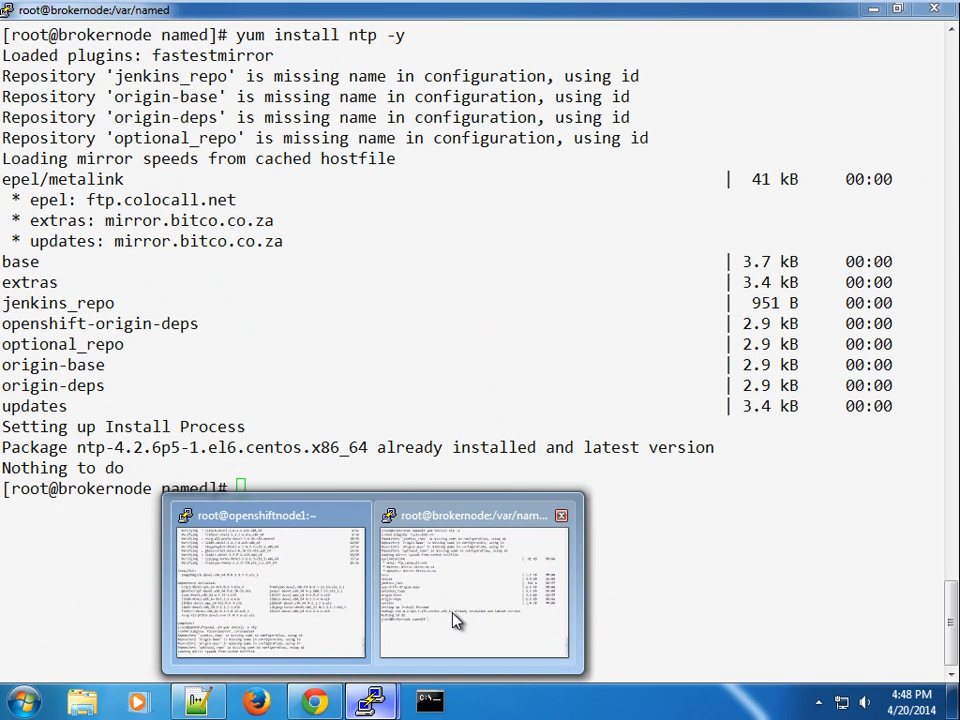 root@brokernode:/var/named
[root@brokernode named]# yum install ntp -y
Loaded plugins: fastestmirror
Repository 'jenkins_repo' is missing name in configuration, using id
Repository 'origin-base' is missing name in configuration, using id
Repository 'origin-deps' is missing name in configuration, using id
Repository 'optional_repo' is missing name in configuration, using id
Loading mirror speeds from cached hostfile
epel/metalink | 41 kB 00:00
* epel: ftp.colocall.net
* extras: mirror.bitco.co.za
* updates: mirror.bitco.co.za
base | 3.7 kB 00:00
extras | 3.4 kB 00:00
jenkins_repo | 951 B 00:00
openshift-origin-deps | 2.9 kB 00:00
optional_repo | 2.9 kB 00:00
origin-base | 2.9 kB 00:00
origin-deps | 2.9 kB 00:00
updates | 3.4 kB 00:00
Setting up Install Process
Package ntp-4.2.6p5-1.el6.centos.x86_64 already installed and latest version
Nothing to do
[root@brokernode named]#
root@openshiftnode1:~
root@brokernode:/var/nam...
4:48 PM
4/20/2014